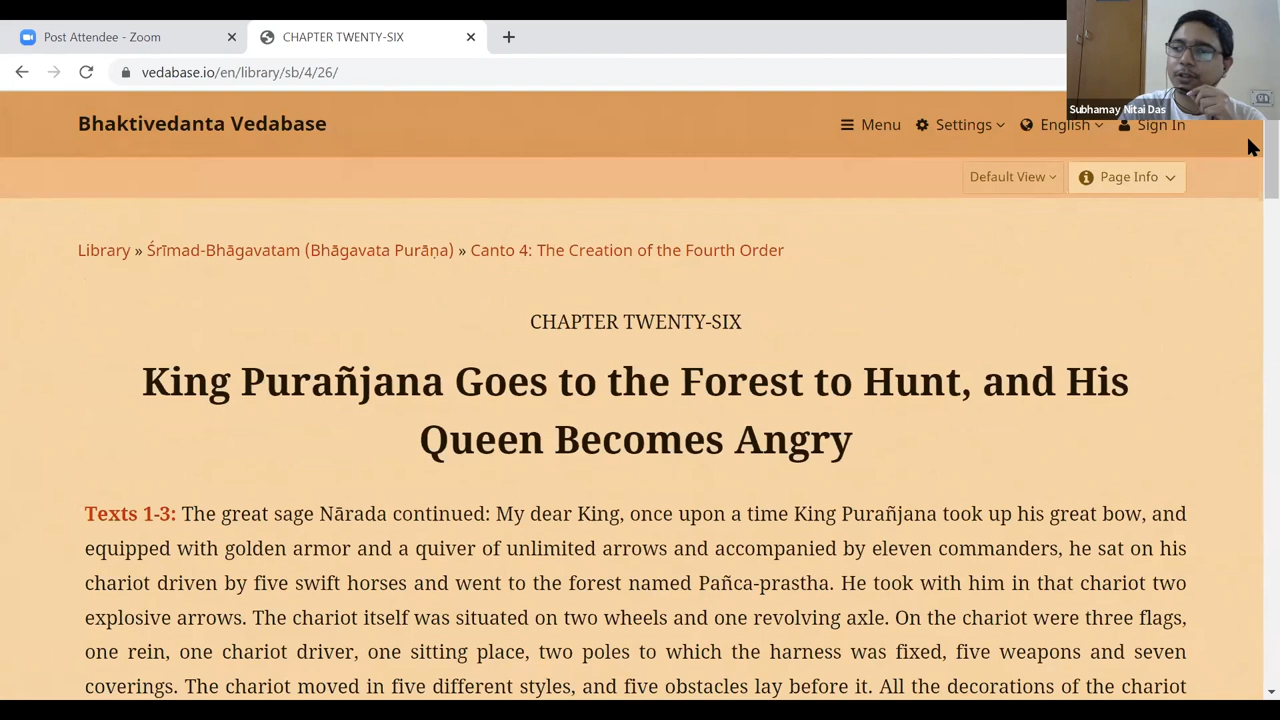 Post Attendee - Zoom
CHAPTER TWENTY-SIX
vedabase.io/en/library/sb/4/26/
Subhamay Nitai Das
Bhaktivedanta Vedabase
Menu Settings English Sign In
Default View Page Info
Library » Śrīmad-Bhāgavatam (Bhāgavata Purāṇa) » Canto 4: The Creation of the Fourth Order
CHAPTER TWENTY-SIX
King Purañjana Goes to the Forest to Hunt, and His
Queen Becomes Angry
Texts 1-3: The great sage Nārada continued: My dear King, once upon a time King Purañjana took up his great bow, and
equipped with golden armor and a quiver of unlimited arrows and accompanied by eleven commanders, he sat on his
chariot driven by five swift horses and went to the forest named Pañca-prastha. He took with him in that chariot two
explosive arrows. The chariot itself was situated on two wheels and one revolving axle. On the chariot were three flags,
one rein, one chariot driver, one sitting place, two poles to which the harness was fixed, five weapons and seven
coverings. The chariot moved in five different styles, and five obstacles lay before it. All the decorations of the chariot